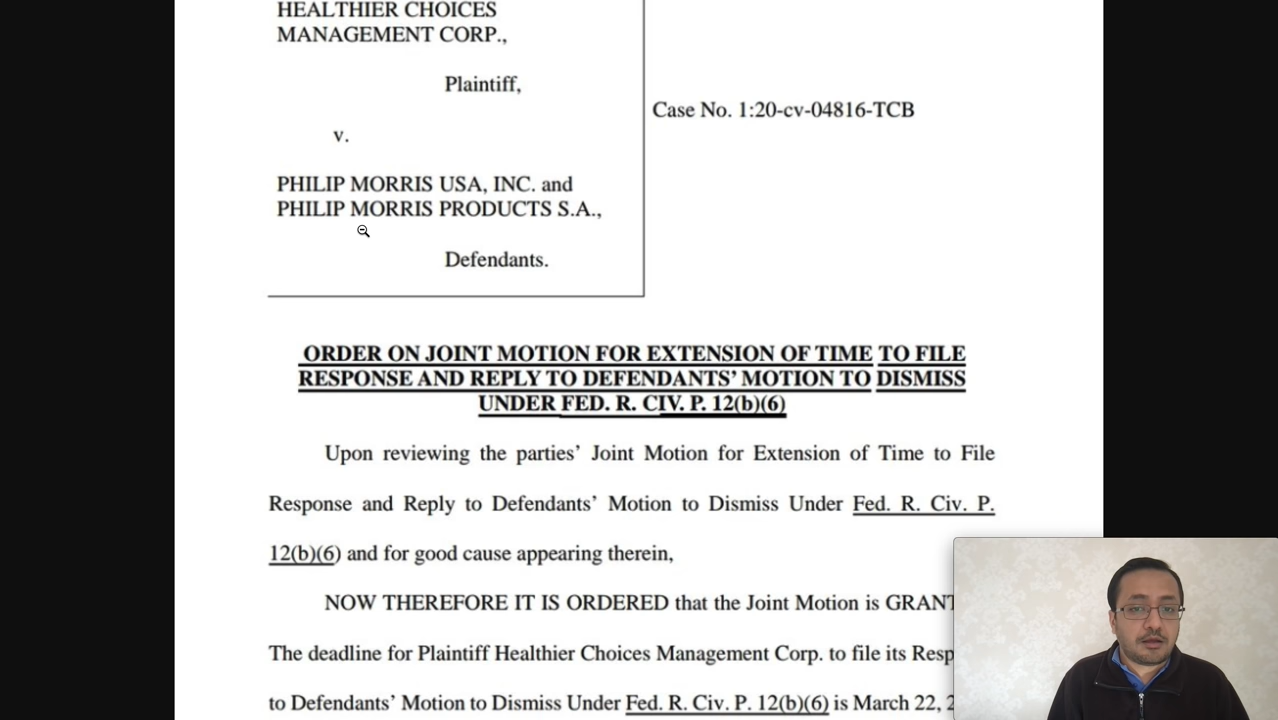 HEALTHIER CHOICES
MANAGEMENT CORP.,
Plaintiff,
Case No. 1:20-cv-04816-TCB
v.
PHILIP MORRIS USA, INC. and
PHILIP MORRIS PRODUCTS S.A.,
Defendants.
ORDER ON JOINT MOTION FOR EXTENSION OF TIME TO FILE
RESPONSE AND REPLY TO DEFENDANTS’ MOTION TO DISMISS
UNDER FED. R. CIV. P. 12(b)(6)
Upon reviewing the parties’ Joint Motion for Extension of Time to File
Response and Reply to Defendants’ Motion to Dismiss Under Fed. R. Civ. P.
12(b)(6) and for good cause appearing therein,
NOW THEREFORE IT IS ORDERED that the Joint Motion is
The deadline for Plaintiff Healthier Choices Management Corp. to file its
to Defendants’ Motion to Dismiss Under Fed. R. Civ. P. 12(b)(6) is March 22,